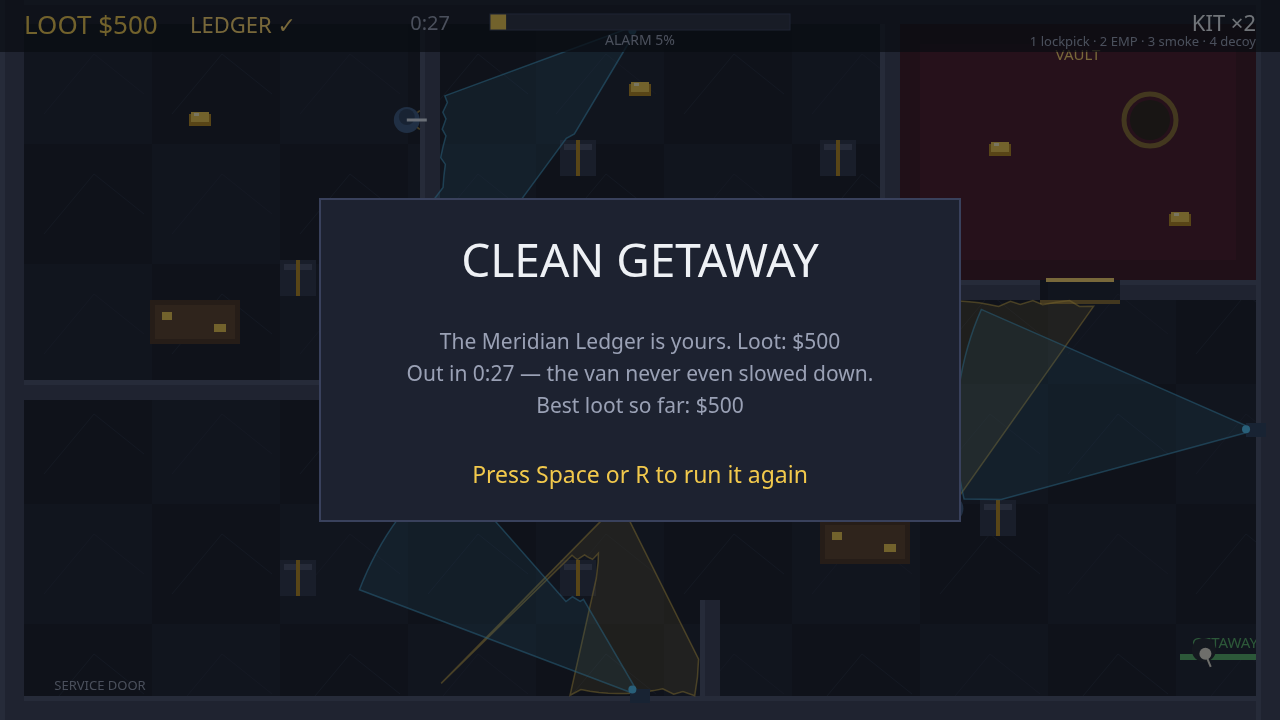 LOOT $500
LEDGER ✓
0:27
ALARM 5%
KIT ×2
1 lockpick · 2 EMP · 3 smoke · 4 decoy
VAULT
CLEAN GETAWAY
The Meridian Ledger is yours. Loot: $500
Out in 0:27 — the van never even slowed down.
Best loot so far: $500
Press Space or R to run it again
GETAWAY
SERVICE DOOR